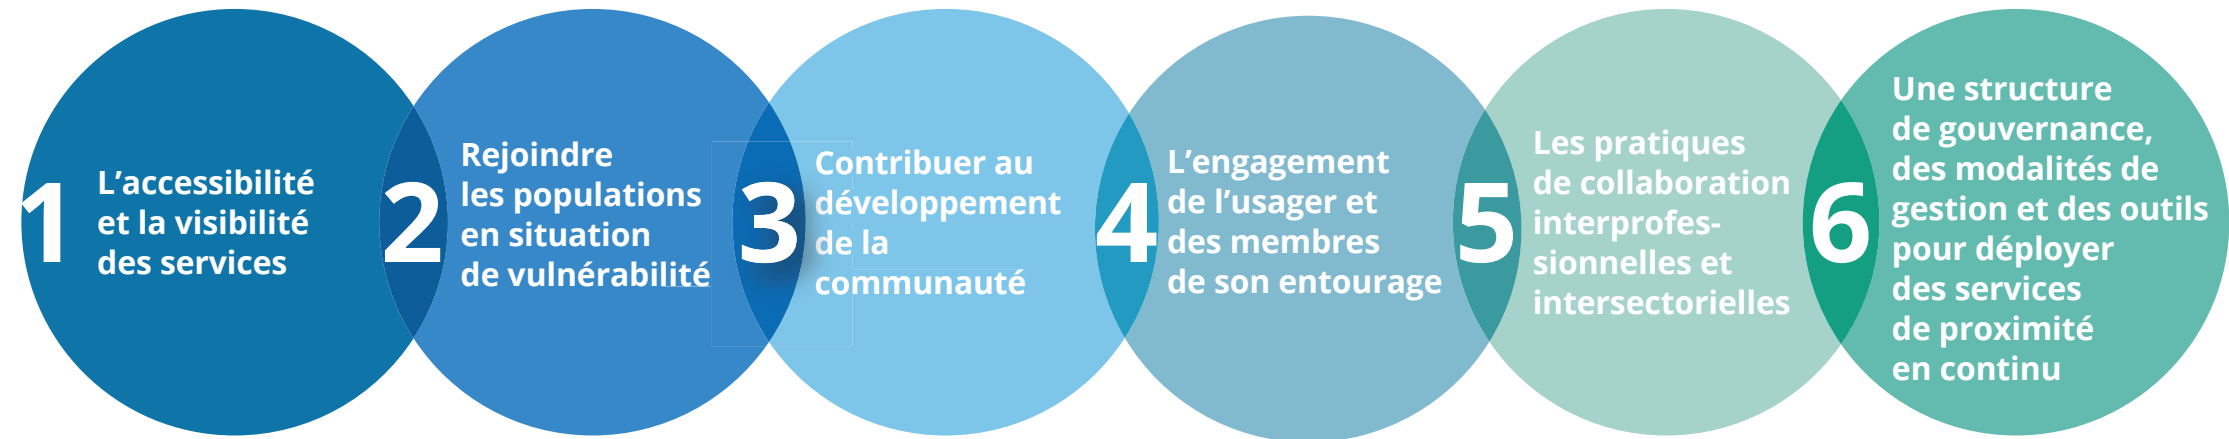 1
L’accessibilité
et la visibilité
des services
2
Rejoindre
les populations
en situation
de vulnérabilité
3
Contribuer au
développement
de la
communauté
4
L’engagement
de l’usager et
des membres
de son entourage
5
Les pratiques
de collaboration
interprofes-
sionnelles et
intersectorielles
6
Une structure
de gouvernance,
des modalités de
gestion et des outils
pour déployer
des services
de proximité
en continu